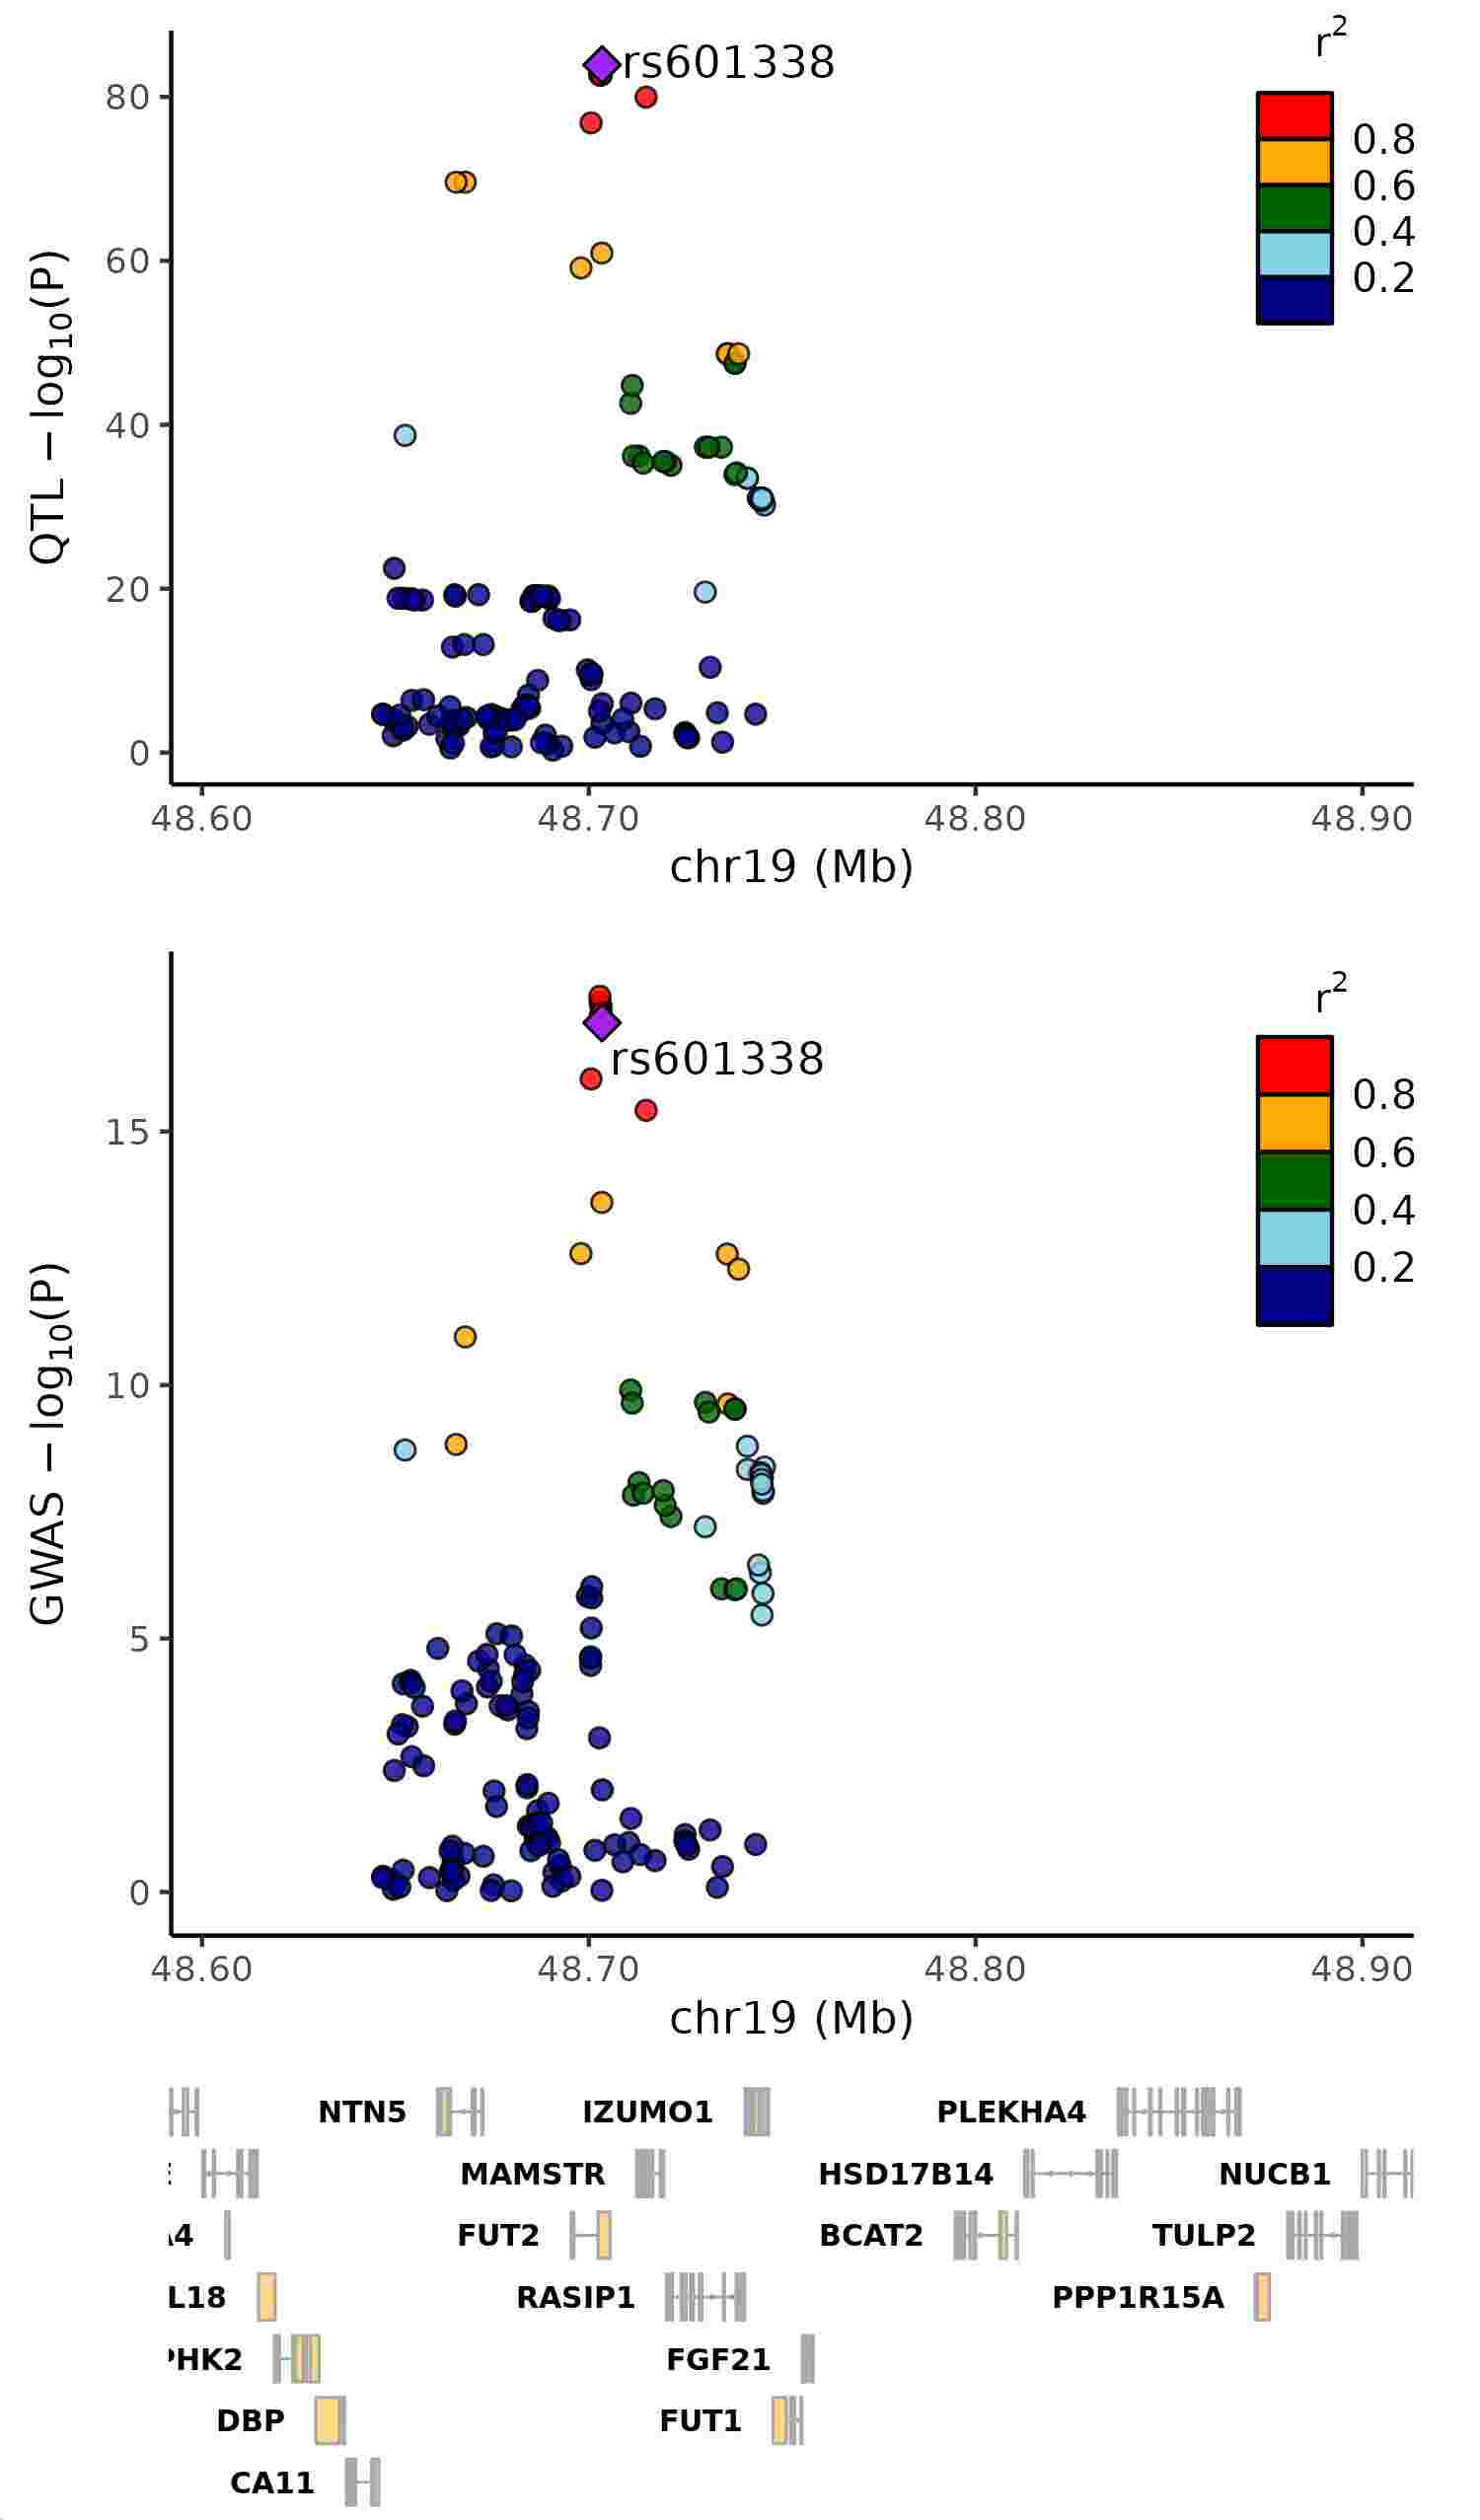 r2
rs601338
80
60
40
20
0
0.8
0.6
0.4
0.2
QTL −log10(P)
48.60 48.70 48.80 48.90
chr19 (Mb)
r2
rs601338
15
10
5
0
0.8
0.6
0.4
0.2
GWAS −log10(P)
48.60 48.70 48.80 48.90
chr19 (Mb)
NTN5 IZUMO1 PLEKHA4
MAMSTR HSD17B14 NUCB1
4 FUT2 BCAT2 TULP2
L18 RASIP1 PPP1R15A
PHK2 FGF21
DBP FUT1
CA11